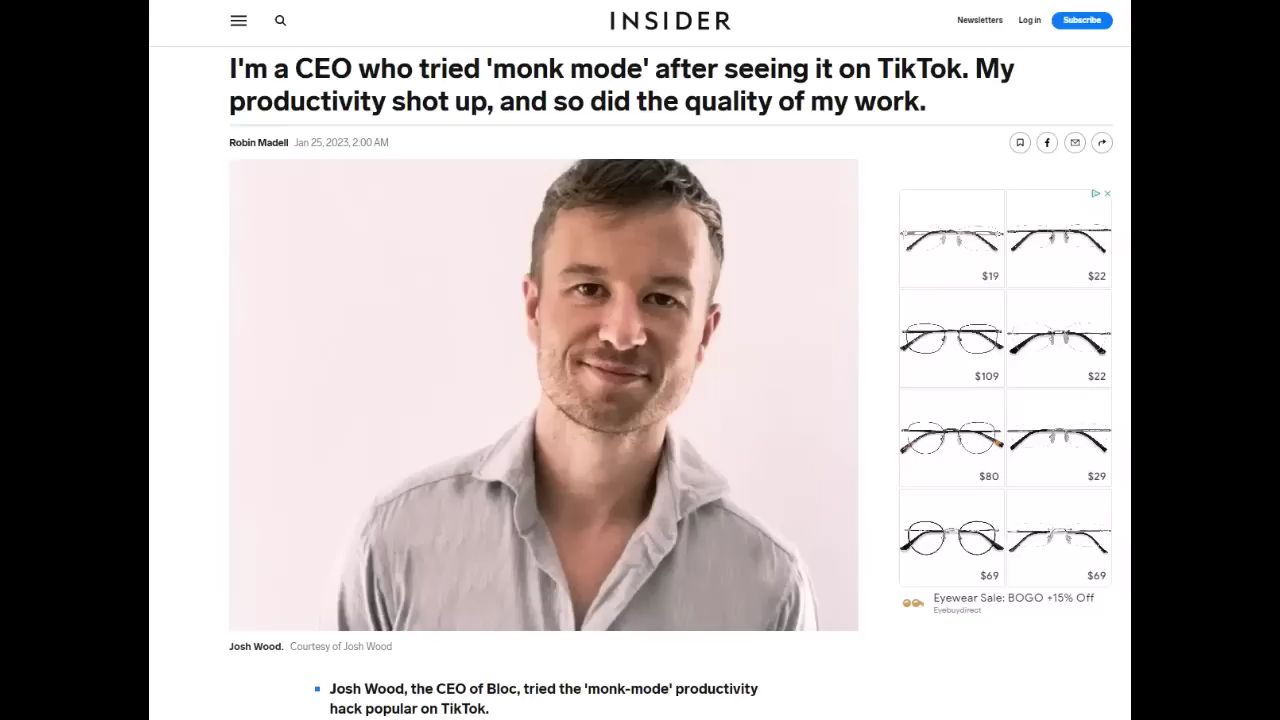 INSIDER
Newsletters
Log in
Subscribe
I'm a CEO who tried 'monk mode' after seeing it on TikTok. My
productivity shot up, and so did the quality of my work.
Robin Madell Jan 25, 2023, 2:00 AM
$19
$22
$109
$22
$80
$29
$69
$69
Eyewear Sale: BOGO +15% Off
Eyebuydirect
Josh Wood. Courtesy of Josh Wood
Josh Wood, the CEO of Bloc, tried the 'monk-mode' productivity
hack popular on TikTok.